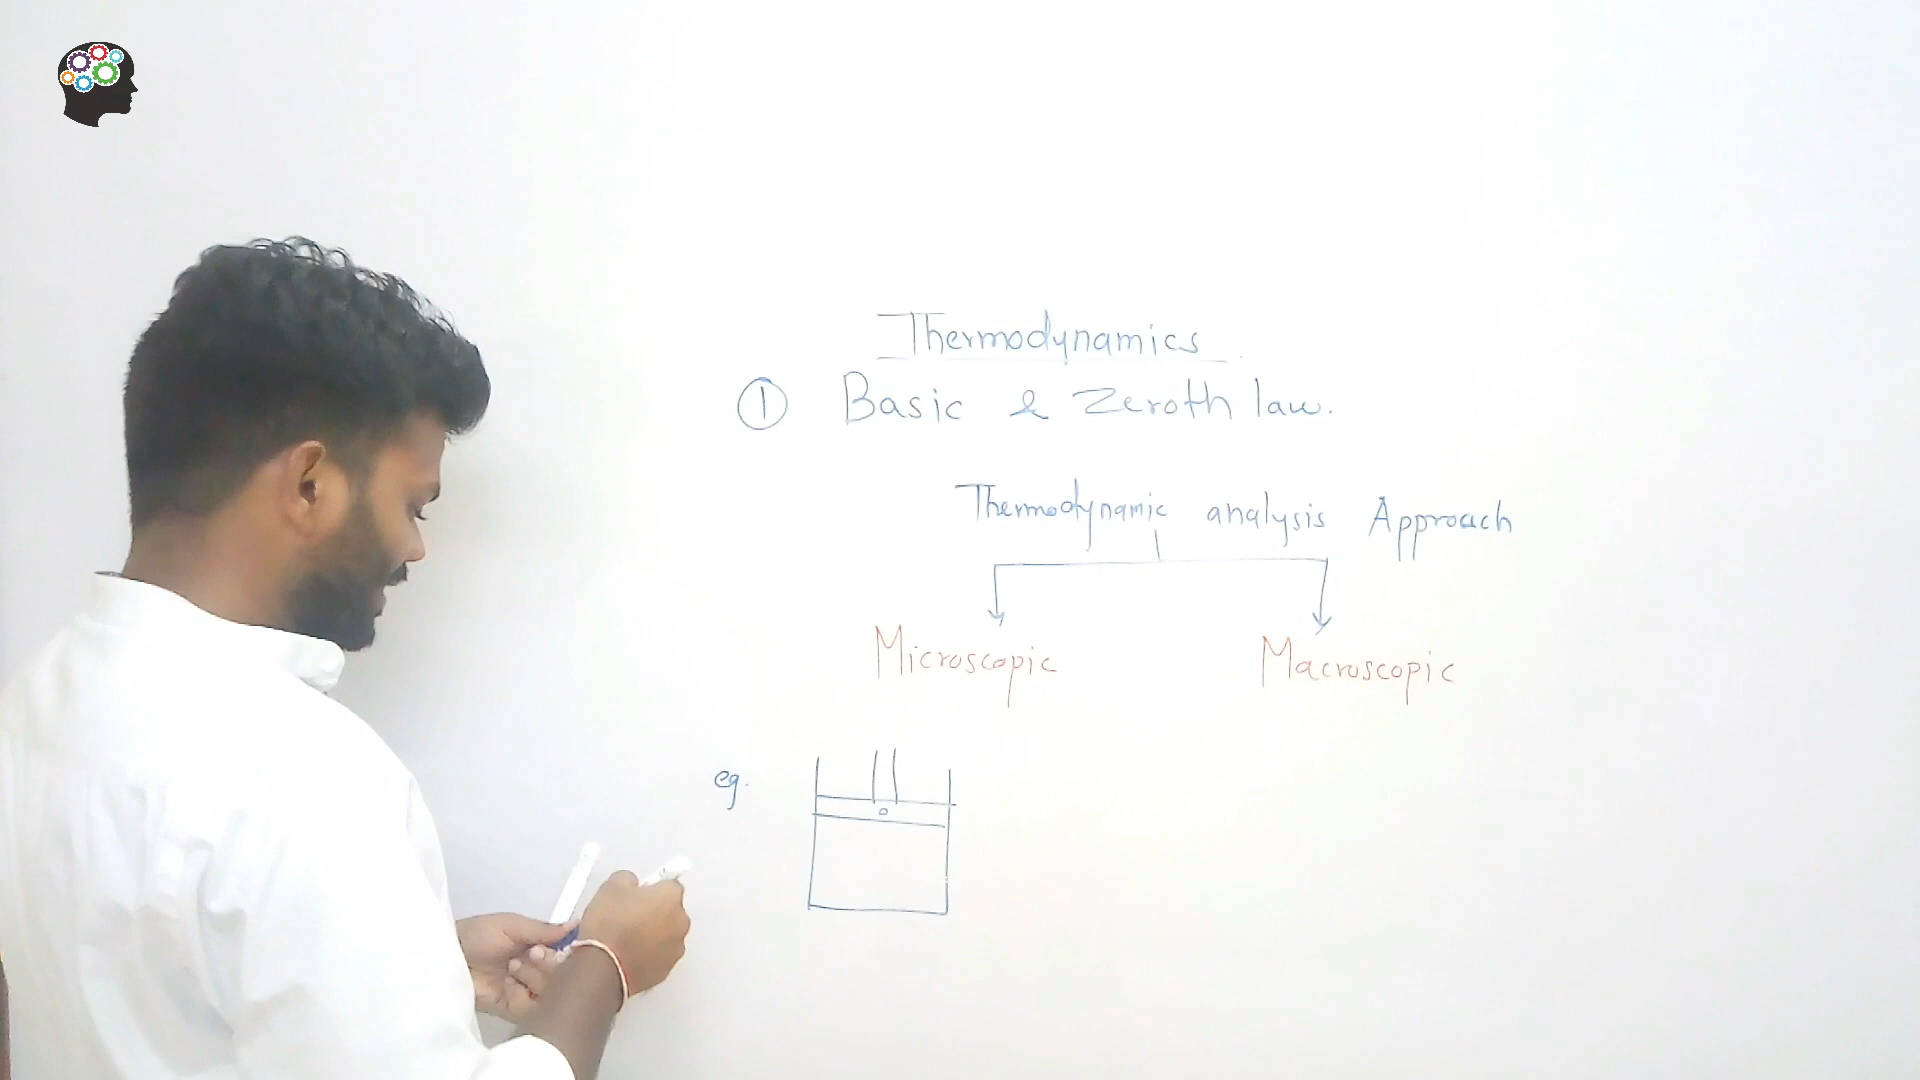 Thermodynamics
① Basic & Zeroth law.
Thermodynamic analysis Approach
Microscopic Macroscopic
eg.